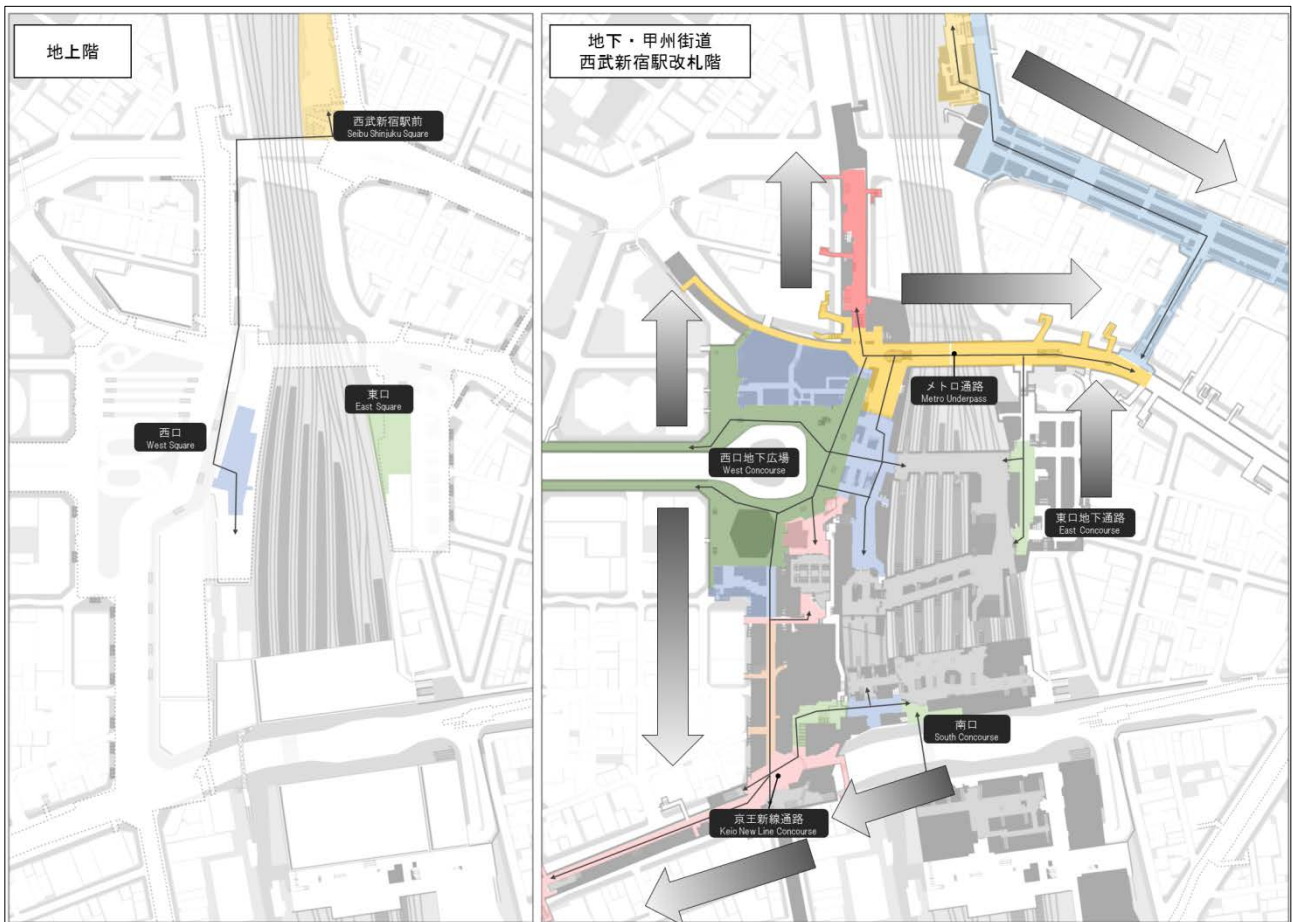 地上階
西武新宿駅前
Seibu Shinjuku Square
東口
East Square
西口
West Square
地下・甲州街道
西武新宿駅改札階
メトロ通路
Metro Underpass
西口地下広場
West Concourse
東口地下通路
East Concourse
南口
South Concourse
京王新線通路
Keio New Line Concourse